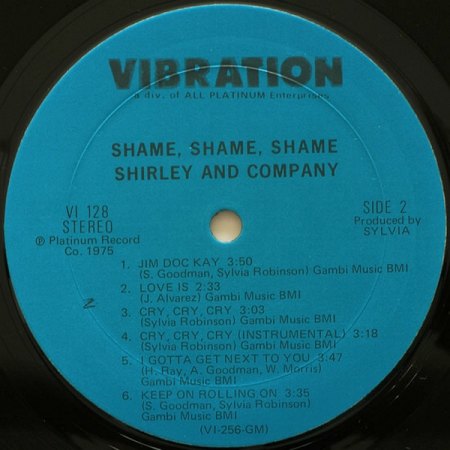 VIBRATION
a div. of ALL PLATINUM Enterprises
SHAME, SHAME, SHAME
SHIRLEY AND COMPANY
VI 128
STEREO
℗ Platinum Record
Co. 1975
SIDE 2
Produced by
SYLVIA
1. JIM DOC KAY 3:50
(S. Goodman, Sylvia Robinson) Gambi Music BMI
2. LOVE IS 2:33
(J. Alvarez) Gambi Music BMI
3. CRY, CRY, CRY 3:03
(Sylvia Robinson) Gambi Music BMI
4. CRY, CRY, CRY (INSTRUMENTAL) 3:18
(Sylvia Robinson) Gambi Music BMI
5. I GOTTA GET NEXT TO YOU 3:47
(H. Ray, A. Goodman, W. Morris)
Gambi Music BMI
6. KEEP ON ROLLING ON 3:35
(S. Goodman, Sylvia Robinson)
Gambi Music BMI
(VI-256-GM)
Z